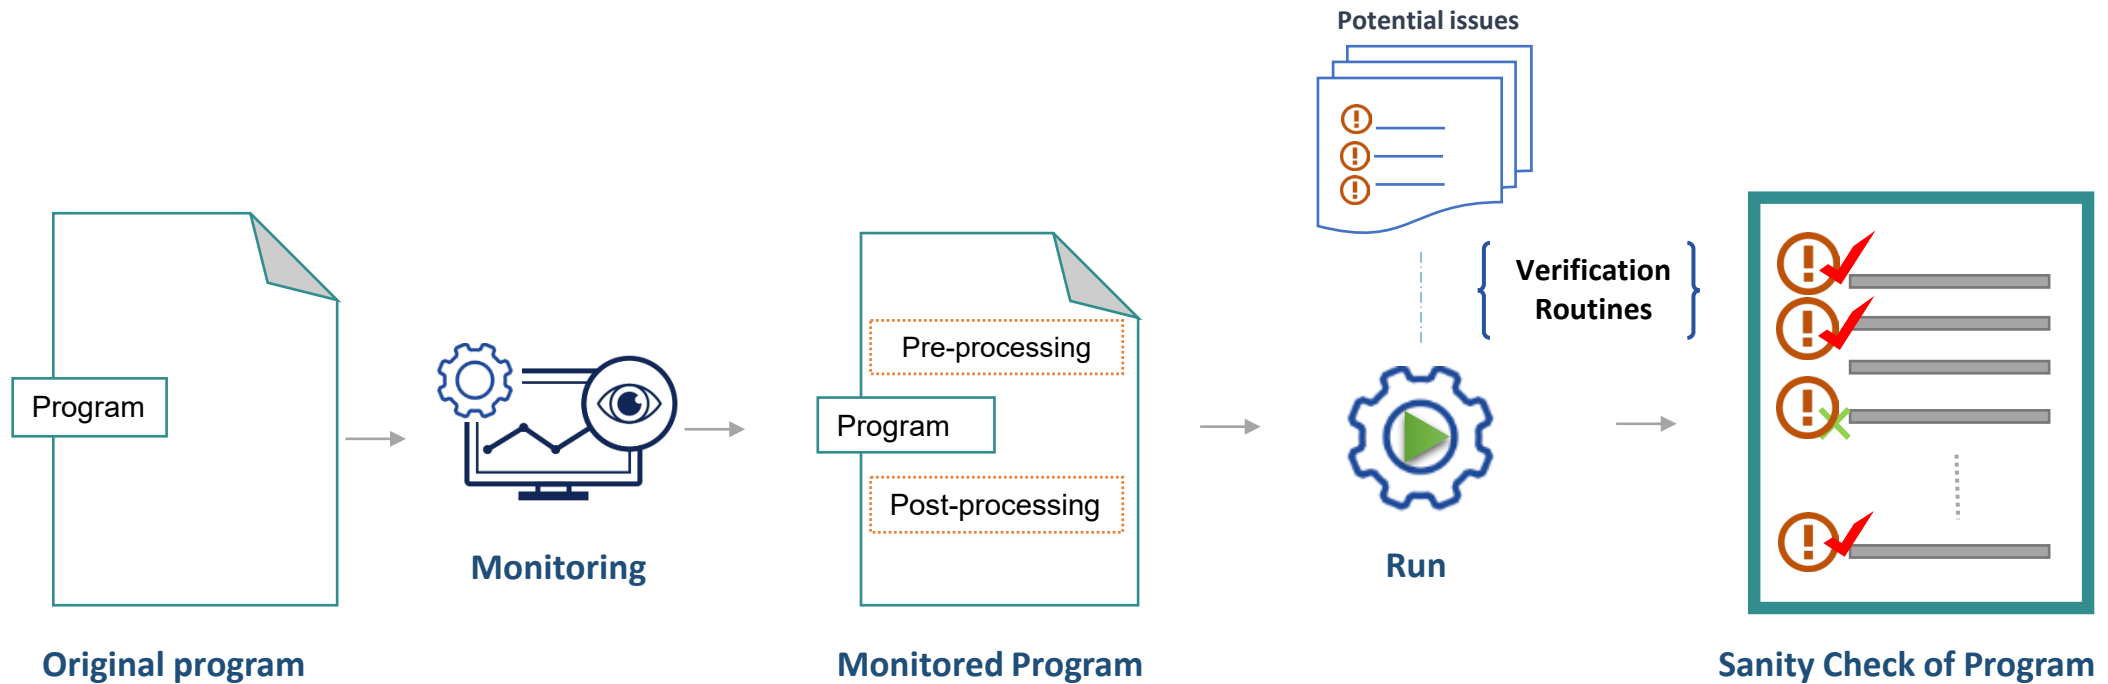 Potential issues
Verification
Routines
Program
Pre-processing
Program
Post-processing
Monitoring
Run
Original program
Monitored Program
Sanity Check of Program